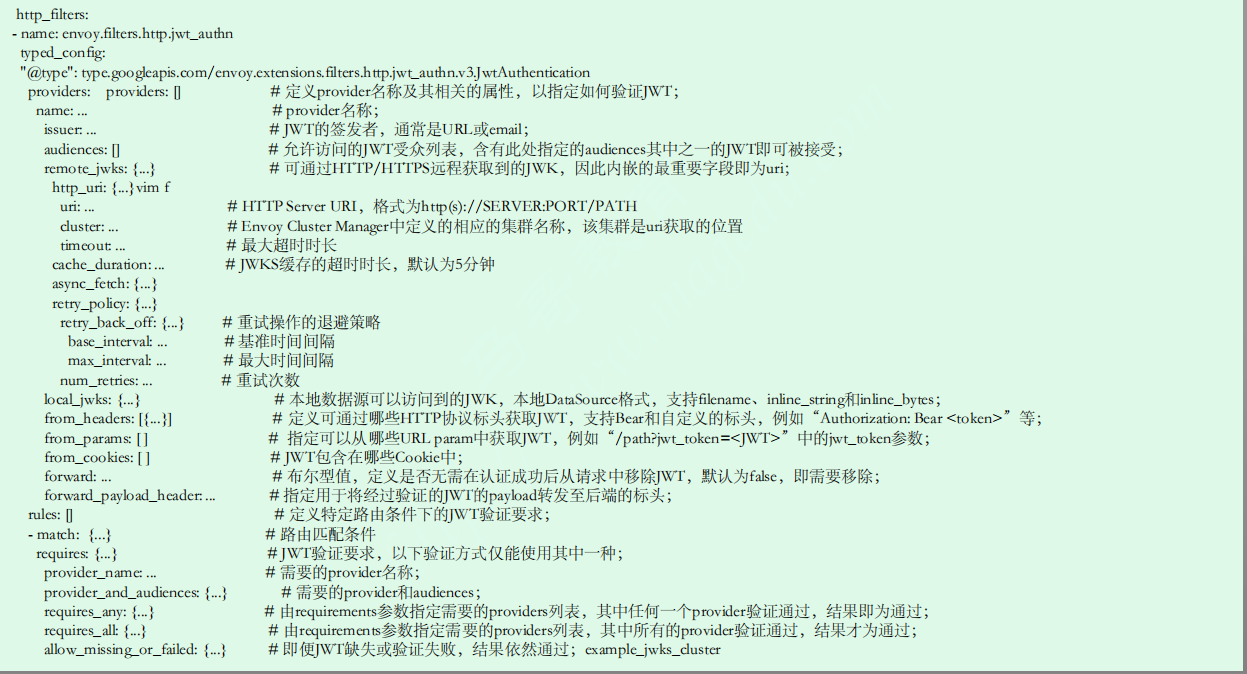 http_filters:
- name: envoy.filters.http.jwt_authn
typed_config:
"@type": type.googleapis.com/envoy.extensions.filters.http.jwt_authn.v3.JwtAuthentication
providers: providers: [] # 定义provider名称及其相关的属性，以指定如何验证JWT；
name: ... # provider名称；
issuer: ... # JWT的签发者，通常是URL或email；
audiences: [] # 允许访问的JWT受众列表，含有此处指定的audiences其中之一的JWT即可被接受；
remote_jwks: {...} # 可通过HTTP/HTTPS远程获取到的JWK，因此内嵌的最重要字段即为uri；
http_uri: {...}vim f
uri: ... # HTTP Server URI，格式为http(s)://SERVER:PORT/PATH
cluster: ... # Envoy Cluster Manager中定义的相应的集群名称，该集群是uri获取的位置
timeout: ... # 最大超时时长
cache_duration: ... # JWKS缓存的超时时长，默认为5分钟
async_fetch: {...}
retry_policy: {...}
retry_back_off: {...} # 重试操作的退避策略
base_interval: ... # 基准时间间隔
max_interval: ... # 最大时间间隔
num_retries: ... # 重试次数
local_jwks: {...} # 本地数据源可以访问到的JWK，本地DataSource格式，支持filename、inline_string和inline_bytes；
from_headers: [{...}] # 定义可通过哪些HTTP协议标头获取JWT，支持Bear和自定义的标头，例如“Authorization: Bear <token>”等；
from_params: [ ] # 指定可以从哪些URL param中获取JWT，例如“/path?jwt_token=<JWT>”中的jwt_token参数；
from_cookies: [ ] # JWT包含在哪些Cookie中；
forward: ... # 布尔型值，定义是否无需在认证成功后从请求中移除JWT，默认为false，即需要移除；
forward_payload_header: ... # 指定用于将经过验证的JWT的payload转发至后端的标头；
rules: [] # 定义特定路由条件下的JWT验证要求；
- match: {...} # 路由匹配条件
requires: {...} # JWT验证要求，以下验证方式仅能使用其中一种；
provider_name: ... # 需要的provider名称；
provider_and_audiences: {...} # 需要的provider和audiences；
requires_any: {...} # 由requirements参数指定需要的providers列表，其中任何一个provider验证通过，结果即为通过；
requires_all: {...} # 由requirements参数指定需要的providers列表，其中所有的provider验证通过，结果才为通过；
allow_missing_or_failed: {...} # 即便JWT缺失或验证失败，结果依然通过；example_jwks_cluster